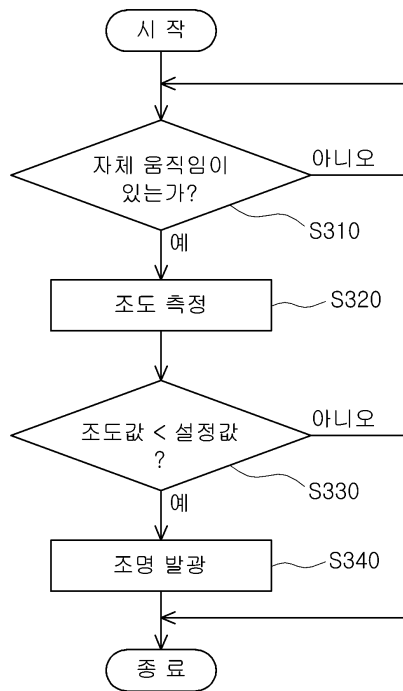 시 작
자체 움직임이
있는가?
아니오
S310
예
조도 측정
S320
조도값 < 설정값
?
아니오
S330
예
조명 발광
S340
종 료